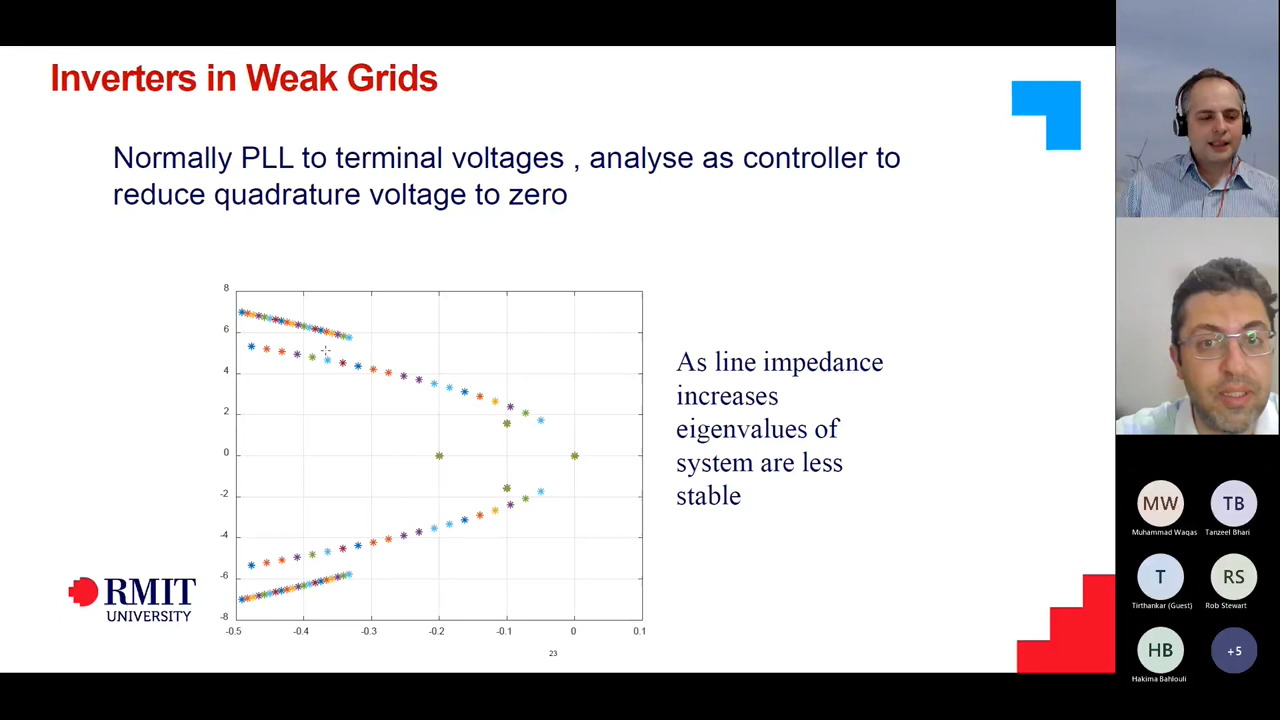 Inverters in Weak Grids
Normally PLL to terminal voltages , analyse as controller to
reduce quadrature voltage to zero
8
6
4
2
0
-2
-4
-6
-8
-0.5
-0.4
-0.3
-0.2
-0.1
0
0.1
As line impedance
increases
eigenvalues of
system are less
stable
RMIT
UNIVERSITY
23
MW
TB
Muhammad Waqas
Tanzeel Bhari
T
RS
Tirthankar (Guest)
Rob Stewart
HB
+5
Hakima Bahlouli